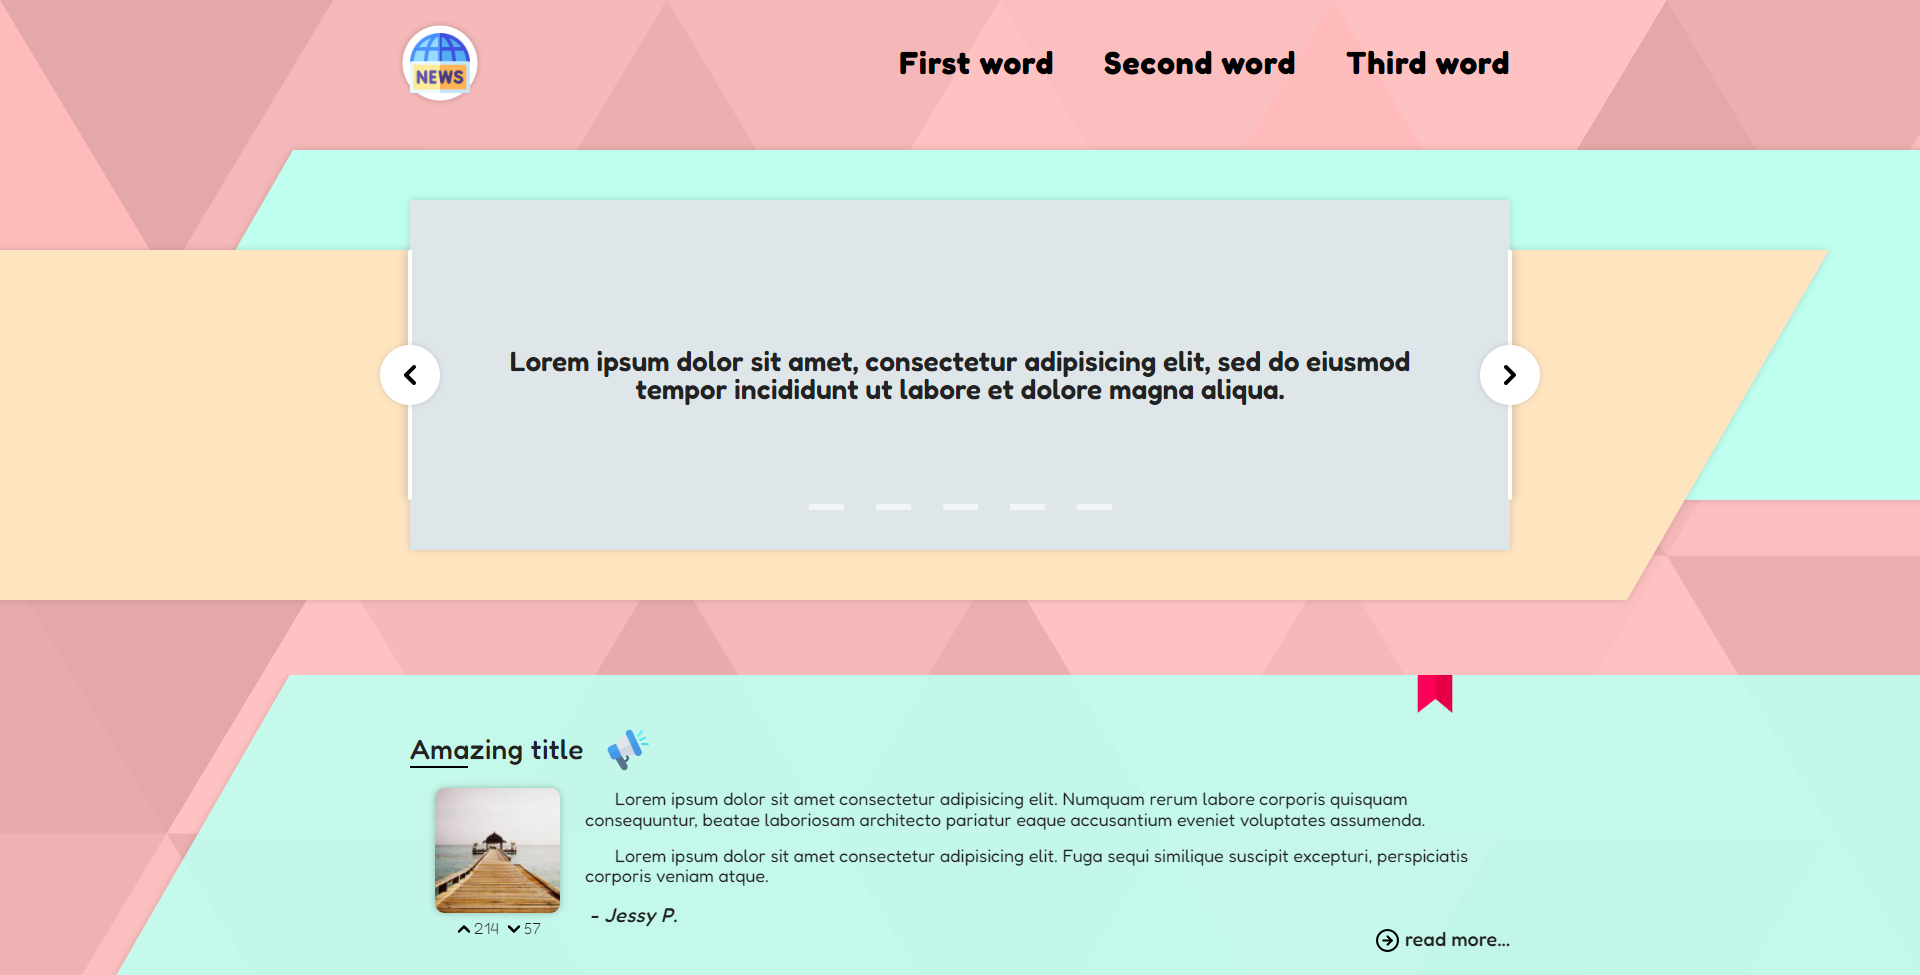 NEWS
First word Second word Third word
Lorem ipsum dolor sit amet, consectetur adipisicing elit, sed do eiusmod
tempor incididunt ut labore et dolore magna aliqua.
Amazing title
Lorem ipsum dolor sit amet consectetur adipisicing elit. Numquam rerum labore corporis quisquam
consequuntur, beatae laboriosam architecto pariatur eaque accusantium eveniet voluptates assumenda.
Lorem ipsum dolor sit amet consectetur adipisicing elit. Fuga sequi similique suscipit excepturi, perspiciatis
corporis veniam atque.
- Jessy P.
214 57
read more...